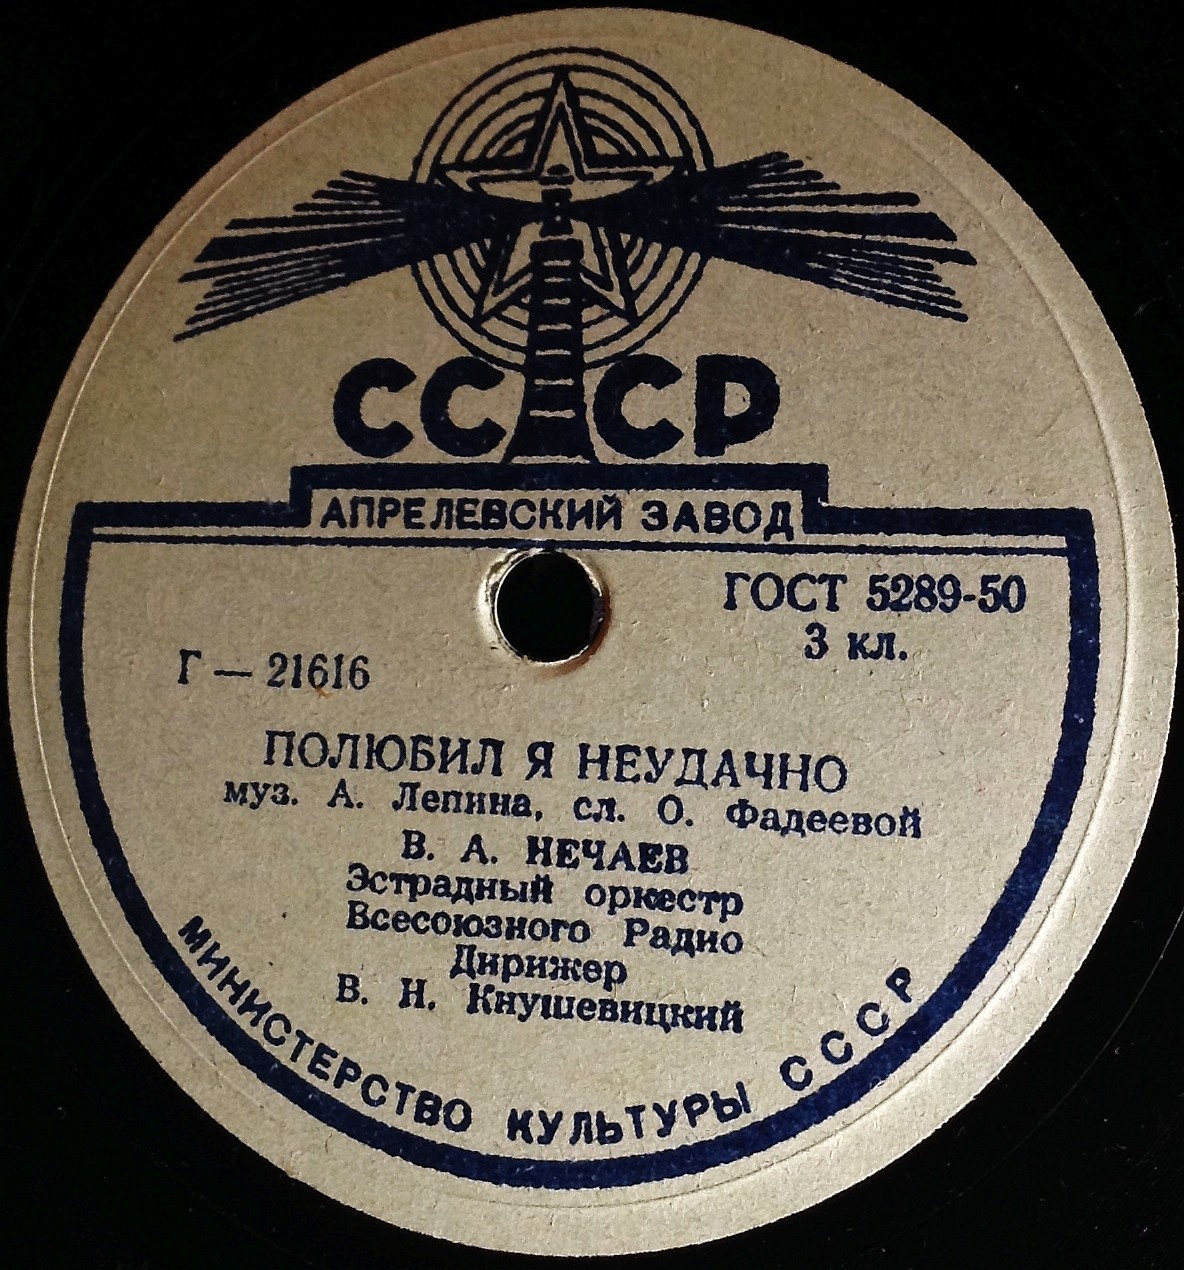 СССР
АПРЕЛЕВСКИЙ ЗАВОД
ГОСТ 5289-50
3 кл.
Г — 21616
ПОЛЮБИЛ Я НЕУДАЧНО
муз. А. Лепина, сл. О. Фадеевой
В. А. НЕЧАЕВ
Эстрадный оркестр
Всесоюзного Радио
Дирижер
В. Н. Кнушевицкий
МИНИСТЕРСТВО КУЛЬТУРЫ СССР